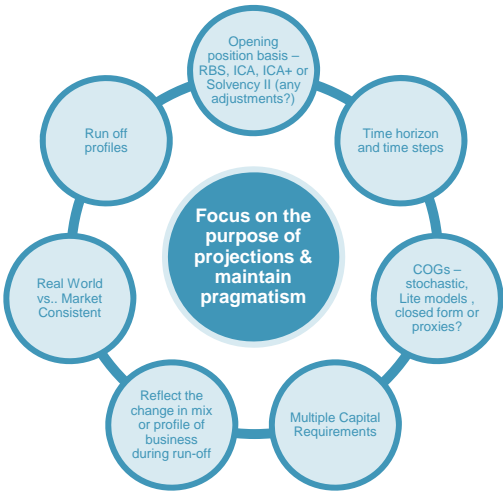 Opening
position basis –
RBS, ICA, ICA+ or
Solvency II (any
adjustments?)
Time horizon
and time steps
COGs –
stochastic,
Lite models ,
closed form or
proxies?
Multiple Capital
Requirements
Reflect the
change in mix
or profile of
business
during run-off
Real World
vs.. Market
Consistent
Run off
profiles
Focus on the
purpose of
projections &
maintain
pragmatism